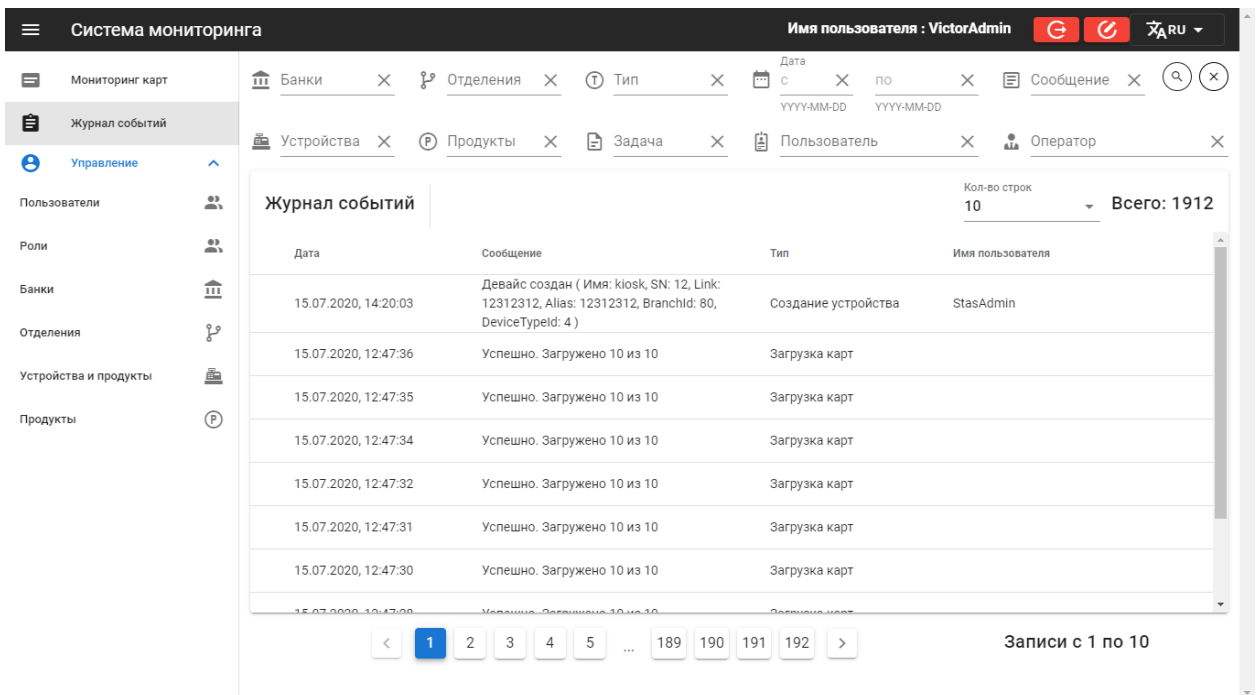 Система мониторинга
Имя пользователя : VictorAdmin
RU
Мониторинг карт
Журнал событий
Управление
Пользователи
Роли
Банки
Отделения
Устройства и продукты
Продукты
Банки
Отделения
Тип
Дата
с
по
YYYY-MM-DD
YYYY-MM-DD
Сообщение
Устройства
Продукты
Задача
Пользователь
Оператор
Журнал событий
Кол-во строк
10
Всего: 1912
Дата Сообщение Тип Имя пользователя
Девайс создан ( Имя: kiosk, SN: 12, Link:
15.07.2020, 14:20:03 12312312, Alias: 12312312, BranchId: 80, Создание устройства StasAdmin
DeviceTypeId: 4 )
15.07.2020, 12:47:36 Успешно. Загружено 10 из 10 Загрузка карт
15.07.2020, 12:47:35 Успешно. Загружено 10 из 10 Загрузка карт
15.07.2020, 12:47:34 Успешно. Загружено 10 из 10 Загрузка карт
15.07.2020, 12:47:32 Успешно. Загружено 10 из 10 Загрузка карт
15.07.2020, 12:47:31 Успешно. Загружено 10 из 10 Загрузка карт
15.07.2020, 12:47:30 Успешно. Загружено 10 из 10 Загрузка карт
Успешно. Загружено 10 из 10 Загрузка карт
1 2 3 4 5 ... 189 190 191 192
Записи с 1 по 10